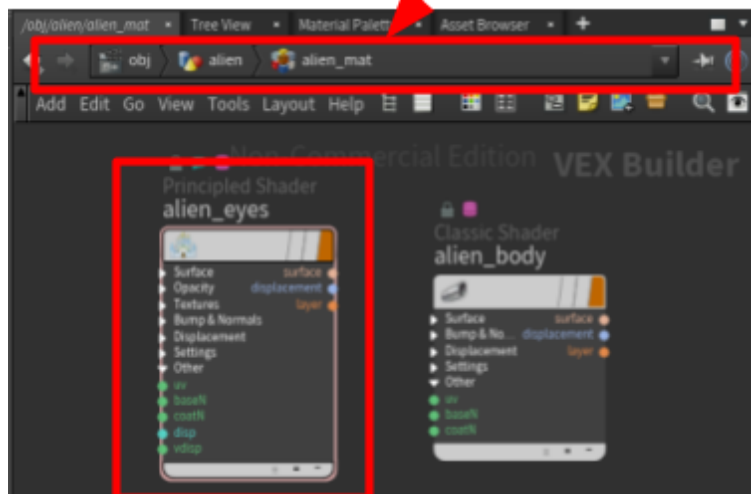 /obj/alien/alien_mat Tree View Material Palett Asset Browser
obj alien alien_mat
Add Edit Go View Tools Layout Help
Non-Commercial Edition VEX Builder
Principled Shader
alien_eyes
Surface surface
Opacity displacement
Textures layer
Bump & Normals
Displacement
Settings
Other
uv
baseN
coatN
disp
vdisp
Classic Shader
alien_body
Surface surface
Bump & No... displacement
Displacement layer
Settings
Other
uv
baseN
coatN